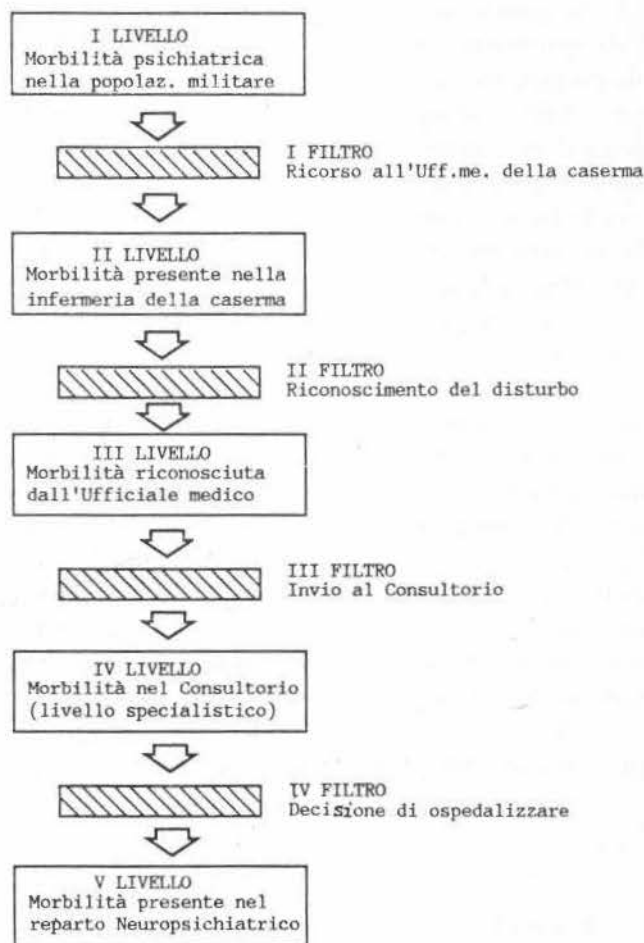 I LIVELLO
Morbilità psichiatrica
nella popolaz. militare
I FILTRO
Ricorso all'Uff.me. della caserma
II LIVELLO
Morbilità presente nella
infermeria della caserma
II FILTRO
Riconoscimento del disturbo
III LIVELLO
Morbilità riconosciuta
dall'Ufficiale medico
III FILTRO
Invio al Consultorio
IV LIVELLO
Morbilità nel Consultorio
(livello specialistico)
IV FILTRO
Decisione di ospedalizzare
V LIVELLO
Morbilità presente nel
reparto Neuropsichiatrico